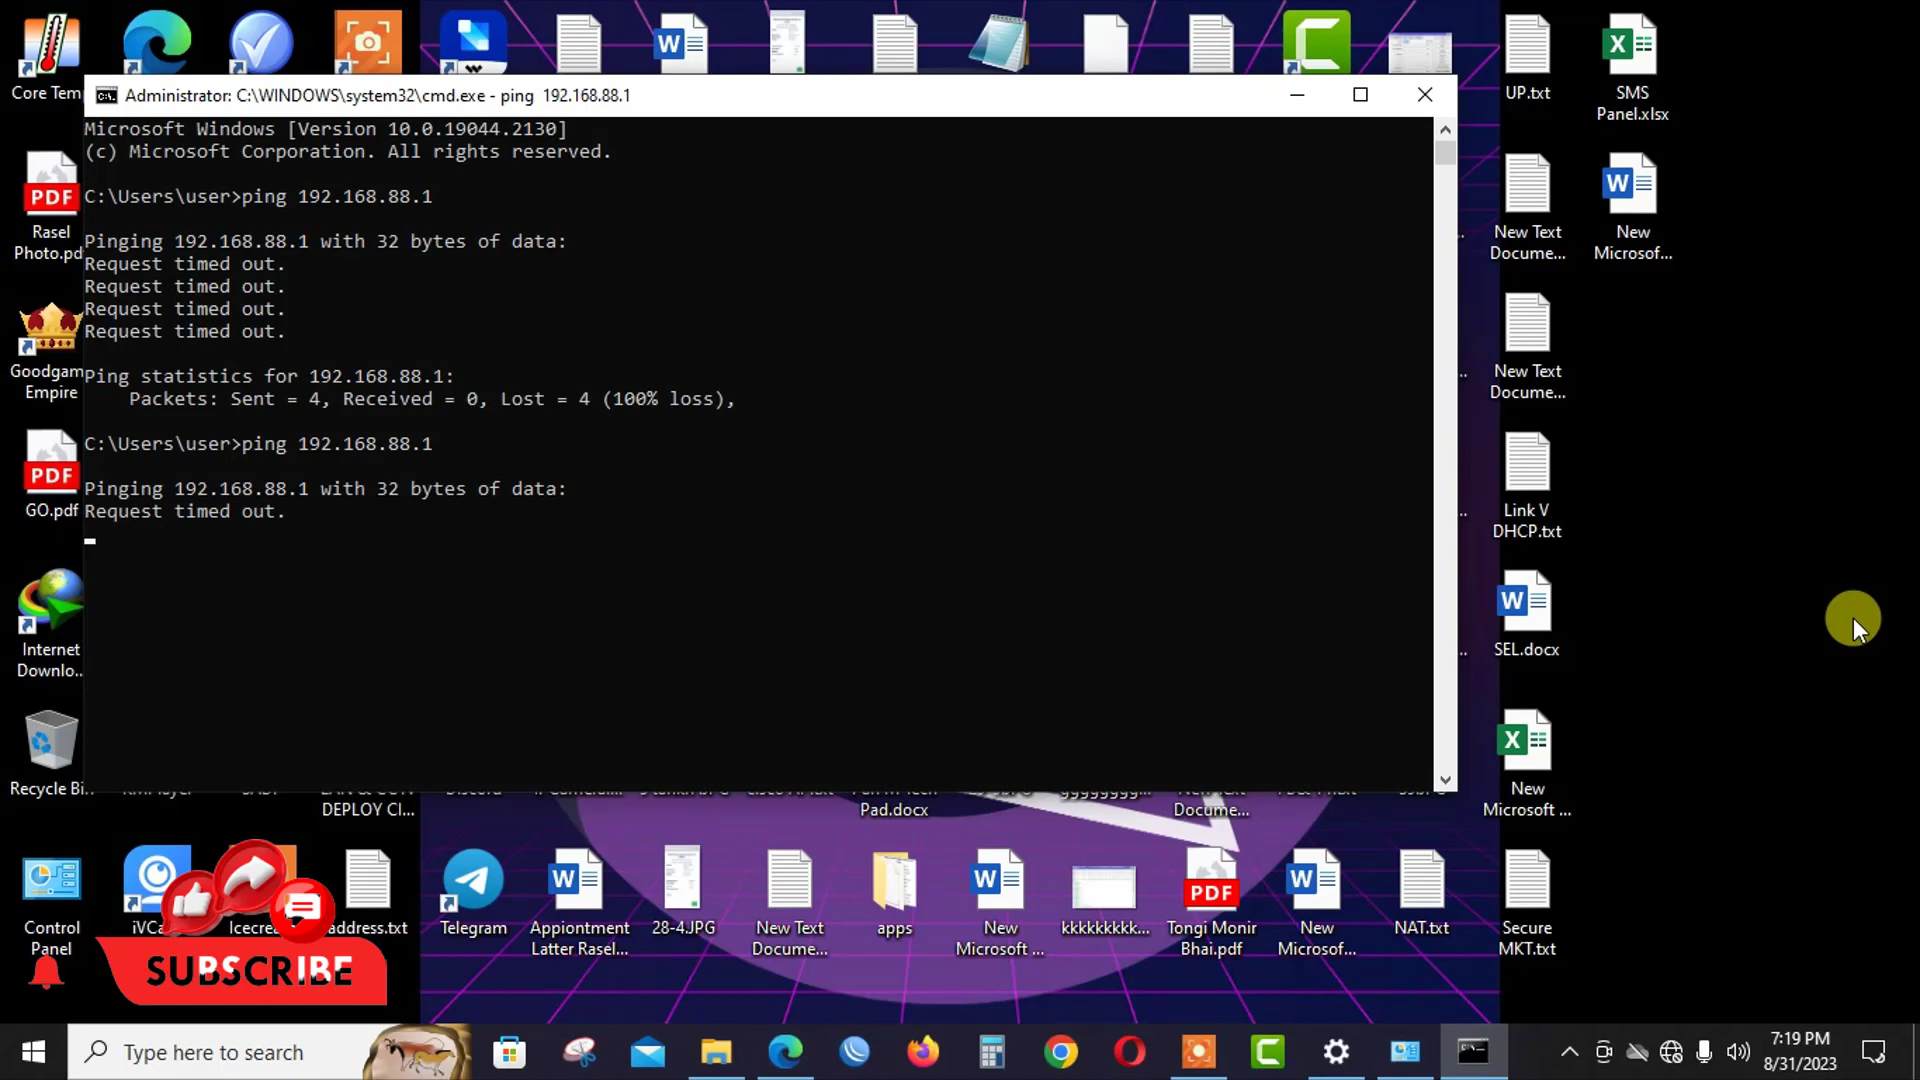 Administrator: C:\WINDOWS\system32\cmd.exe - ping  192.168.88.1
Microsoft Windows [Version 10.0.19044.2130]
(c) Microsoft Corporation. All rights reserved.
C:\Users\user>ping 192.168.88.1
Pinging 192.168.88.1 with 32 bytes of data:
Request timed out.
Request timed out.
Request timed out.
Request timed out.
Ping statistics for 192.168.88.1:
Packets: Sent = 4, Received = 0, Lost = 4 (100% loss),
C:\Users\user>ping 192.168.88.1
Pinging 192.168.88.1 with 32 bytes of data:
Request timed out.
Core Tem
PDF
Rasel
Photo.pd
Goodgam
Empire
PDF
GO.pdf
Internet
Downlo...
Recycle Bi
UP.txt
SMS
Panel.xlsx
New Text
Docume...
New
Microsof...
New Text
Docume...
Link V
DHCP.txt
SEL.docx
New
Microsoft ...
DEPLOY CI...
Pad.docx
Docume...
Control
Panel
iVCa
Icecre
address.txt
Telegram
Appiontment
Latter Rasel...
28-4.JPG
New Text
Docume...
apps
New
Microsoft ...
kkkkkkkkk...
PDF
Tongi Monir
Bhai.pdf
New
Microsof...
NAT.txt
Secure
MKT.txt
SUBSCRIBE
Type here to search
7:19 PM
8/31/2023